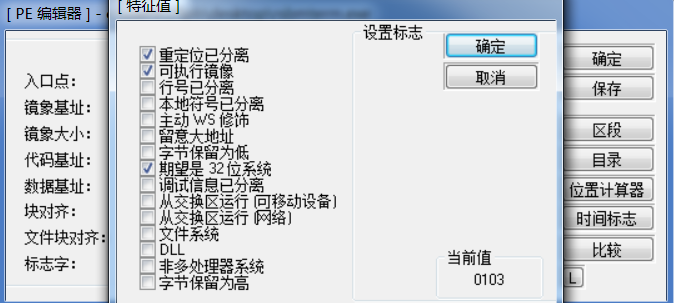 [ PE 编辑器 ] -
[ 特征值 ]
入口点:
镜象基址:
镜象大小:
代码基址:
数据基址:
块对齐:
文件块对齐:
标志字:
重定位已分离
可执行镜像
行号已分离
本地符号已分离
主动 WS 修饰
留意大地址
字节保留为低
期望是 32 位系统
调试信息已分离
从交换区运行 (可移动设备)
从交换区运行 (网络)
文件系统
DLL
非多处理器系统
字节保留为高
设置标志
确定
取消
当前值
0103
确定
保存
区段
目录
位置计算器
时间标志
比较
L